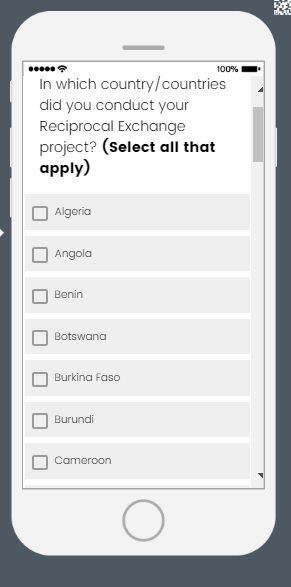 100%
In which country/countries
did you conduct your
Reciprocal Exchange
project? (Select all that
apply)
Algeria
Angola
Benin
Botswana
Burkina Faso
Burundi
Cameroon